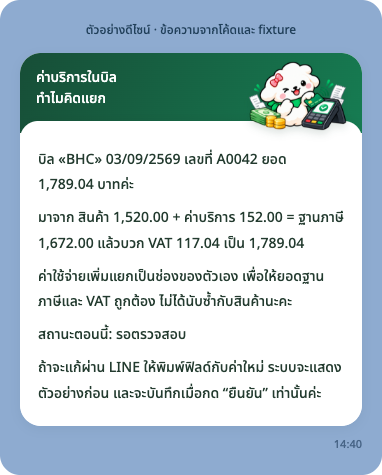 ตัวอย่างดีไซน์ · ข้อความจากโค้ดและ fixture
ค่าบริการในบิล
ทำไมคิดแยก
บิล «BHC» 03/09/2569 เลขที่ A0042 ยอด
1,789.04 บาทค่ะ
มาจาก สินค้า 1,520.00 + ค่าบริการ 152.00 = ฐานภาษี
1,672.00 แล้วบวก VAT 117.04 เป็น 1,789.04
ค่าใช้จ่ายเพิ่มแยกเป็นช่องของตัวเอง เพื่อให้ยอดฐาน
ภาษีและ VAT ถูกต้อง ไม่ได้นับซ้ำกับสินค้านะคะ
สถานะตอนนี้: รอตรวจสอบ
ถ้าจะแก้ผ่าน LINE ให้พิมพ์ฟิลด์กับค่าใหม่ ระบบจะแสดง
ตัวอย่างก่อน และจะบันทึกเมื่อกด “ยืนยัน” เท่านั้นค่ะ
14:40